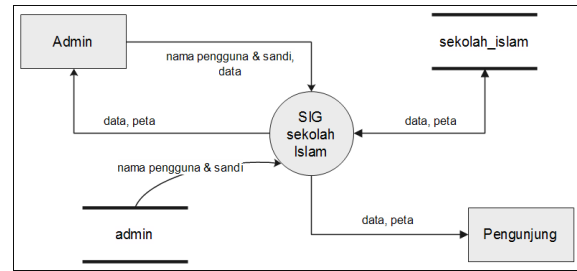 Admin
sekolah_islam
nama pengguna & sandi,
data
data, peta
SIG
sekolah
Islam
data, peta
nama pengguna & sandi
admin
data, peta
Pengunjung